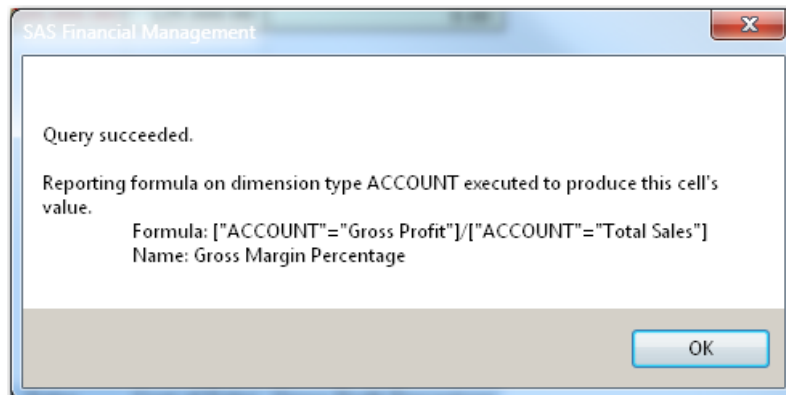 SAS Financial Management
Query succeeded.
Reporting formula on dimension type ACCOUNT executed to produce this cell's
value.
Formula: ["ACCOUNT"="Gross Profit"]/["ACCOUNT"="Total Sales"]
Name: Gross Margin Percentage
OK